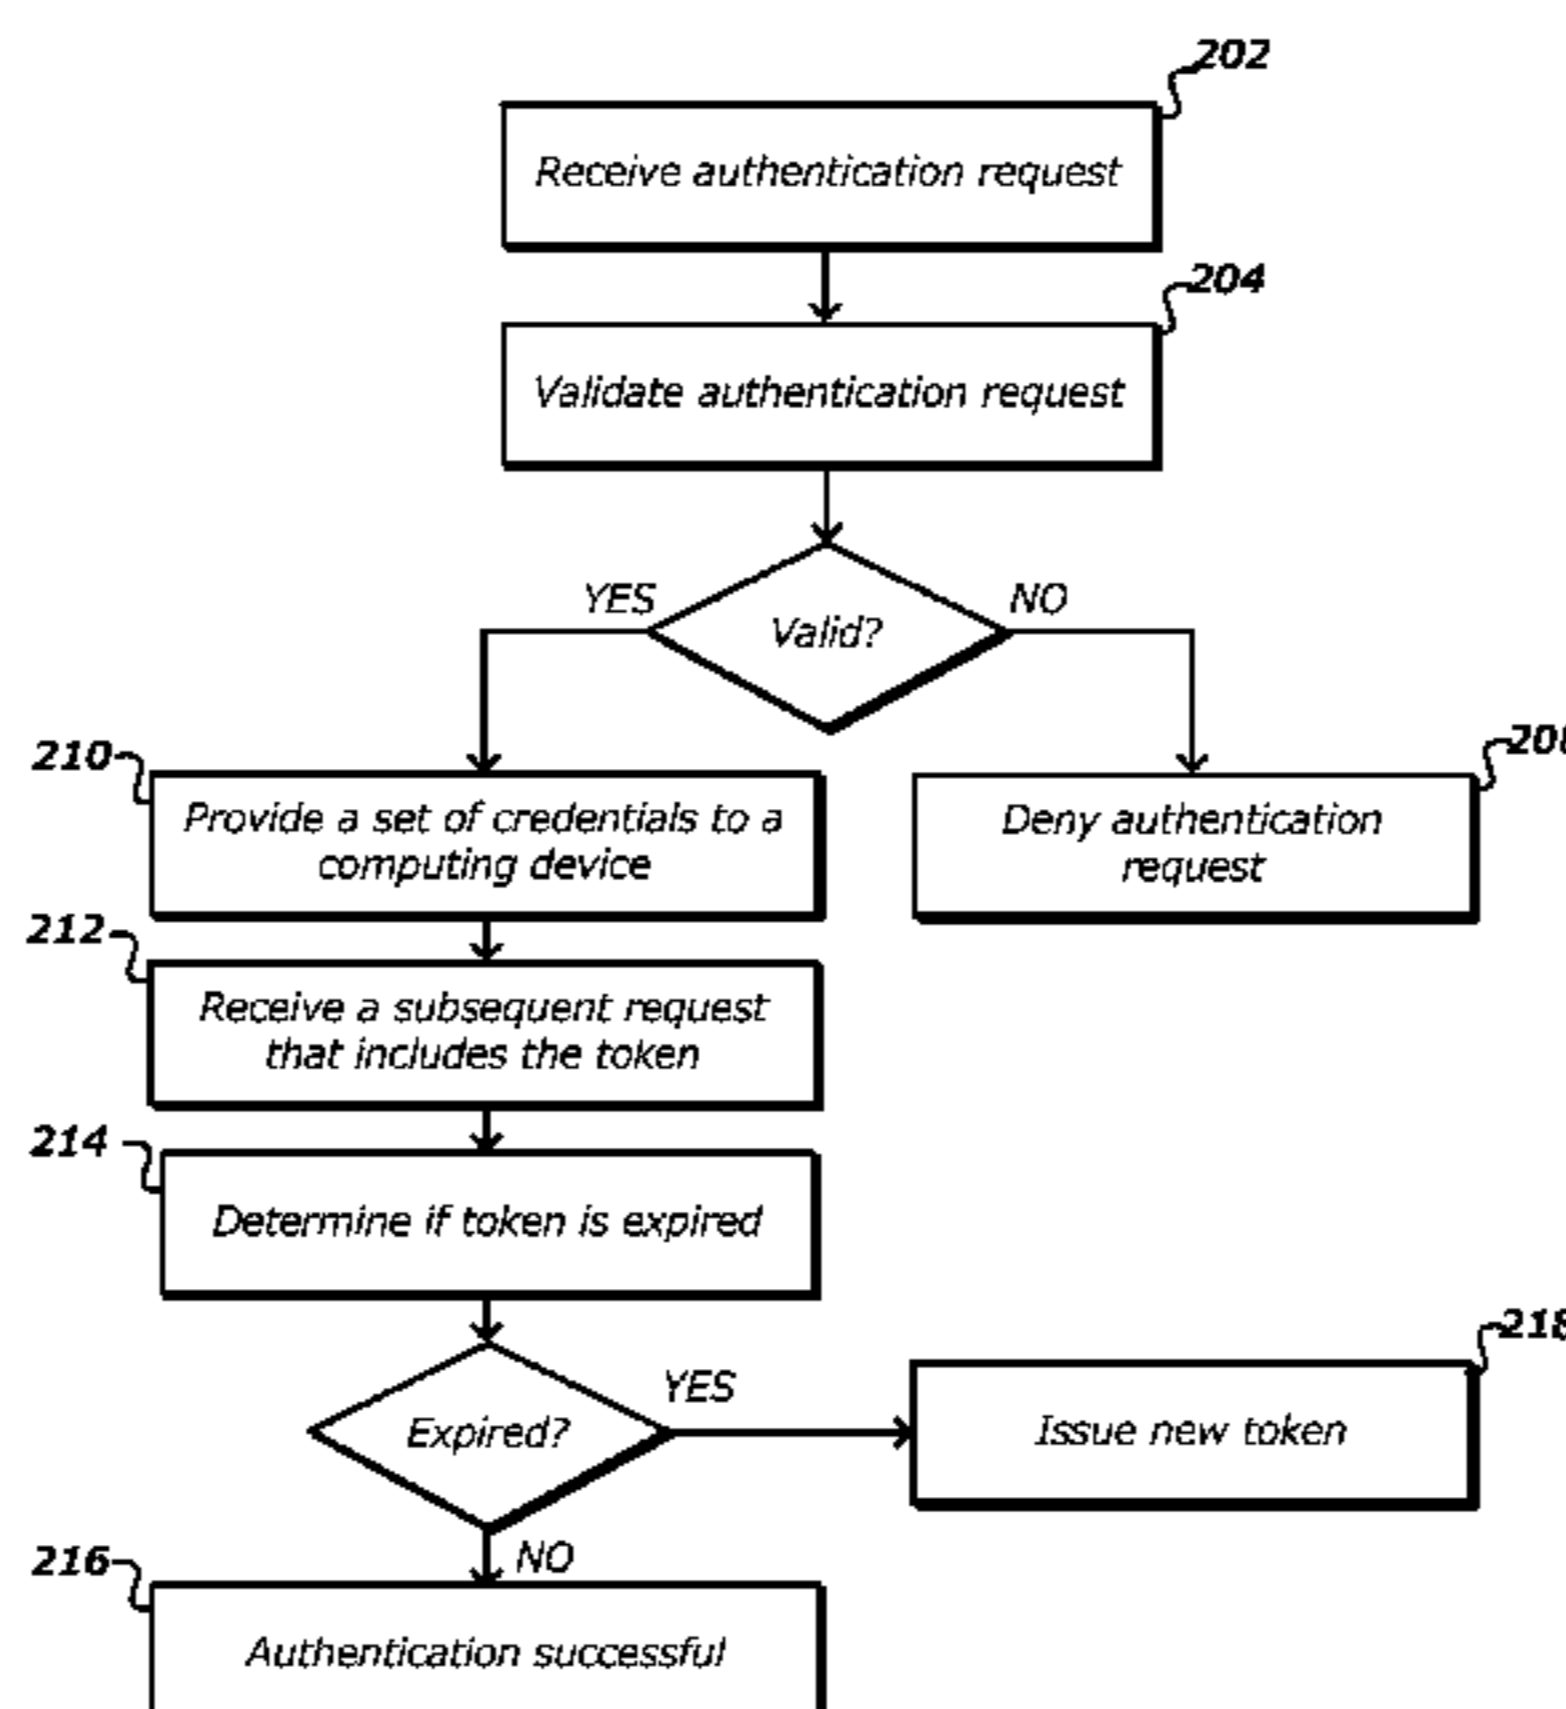 202
Receive authentication request
204
Validate authentication request
YES
NO
Valid?
210
Provide a set of credentials to a
computing device
Deny authentication
request
212
Receive a subsequent request
that includes the token
214
Determine if token is expired
218
YES
Expired?
Issue new token
NO
216
Authentication successful